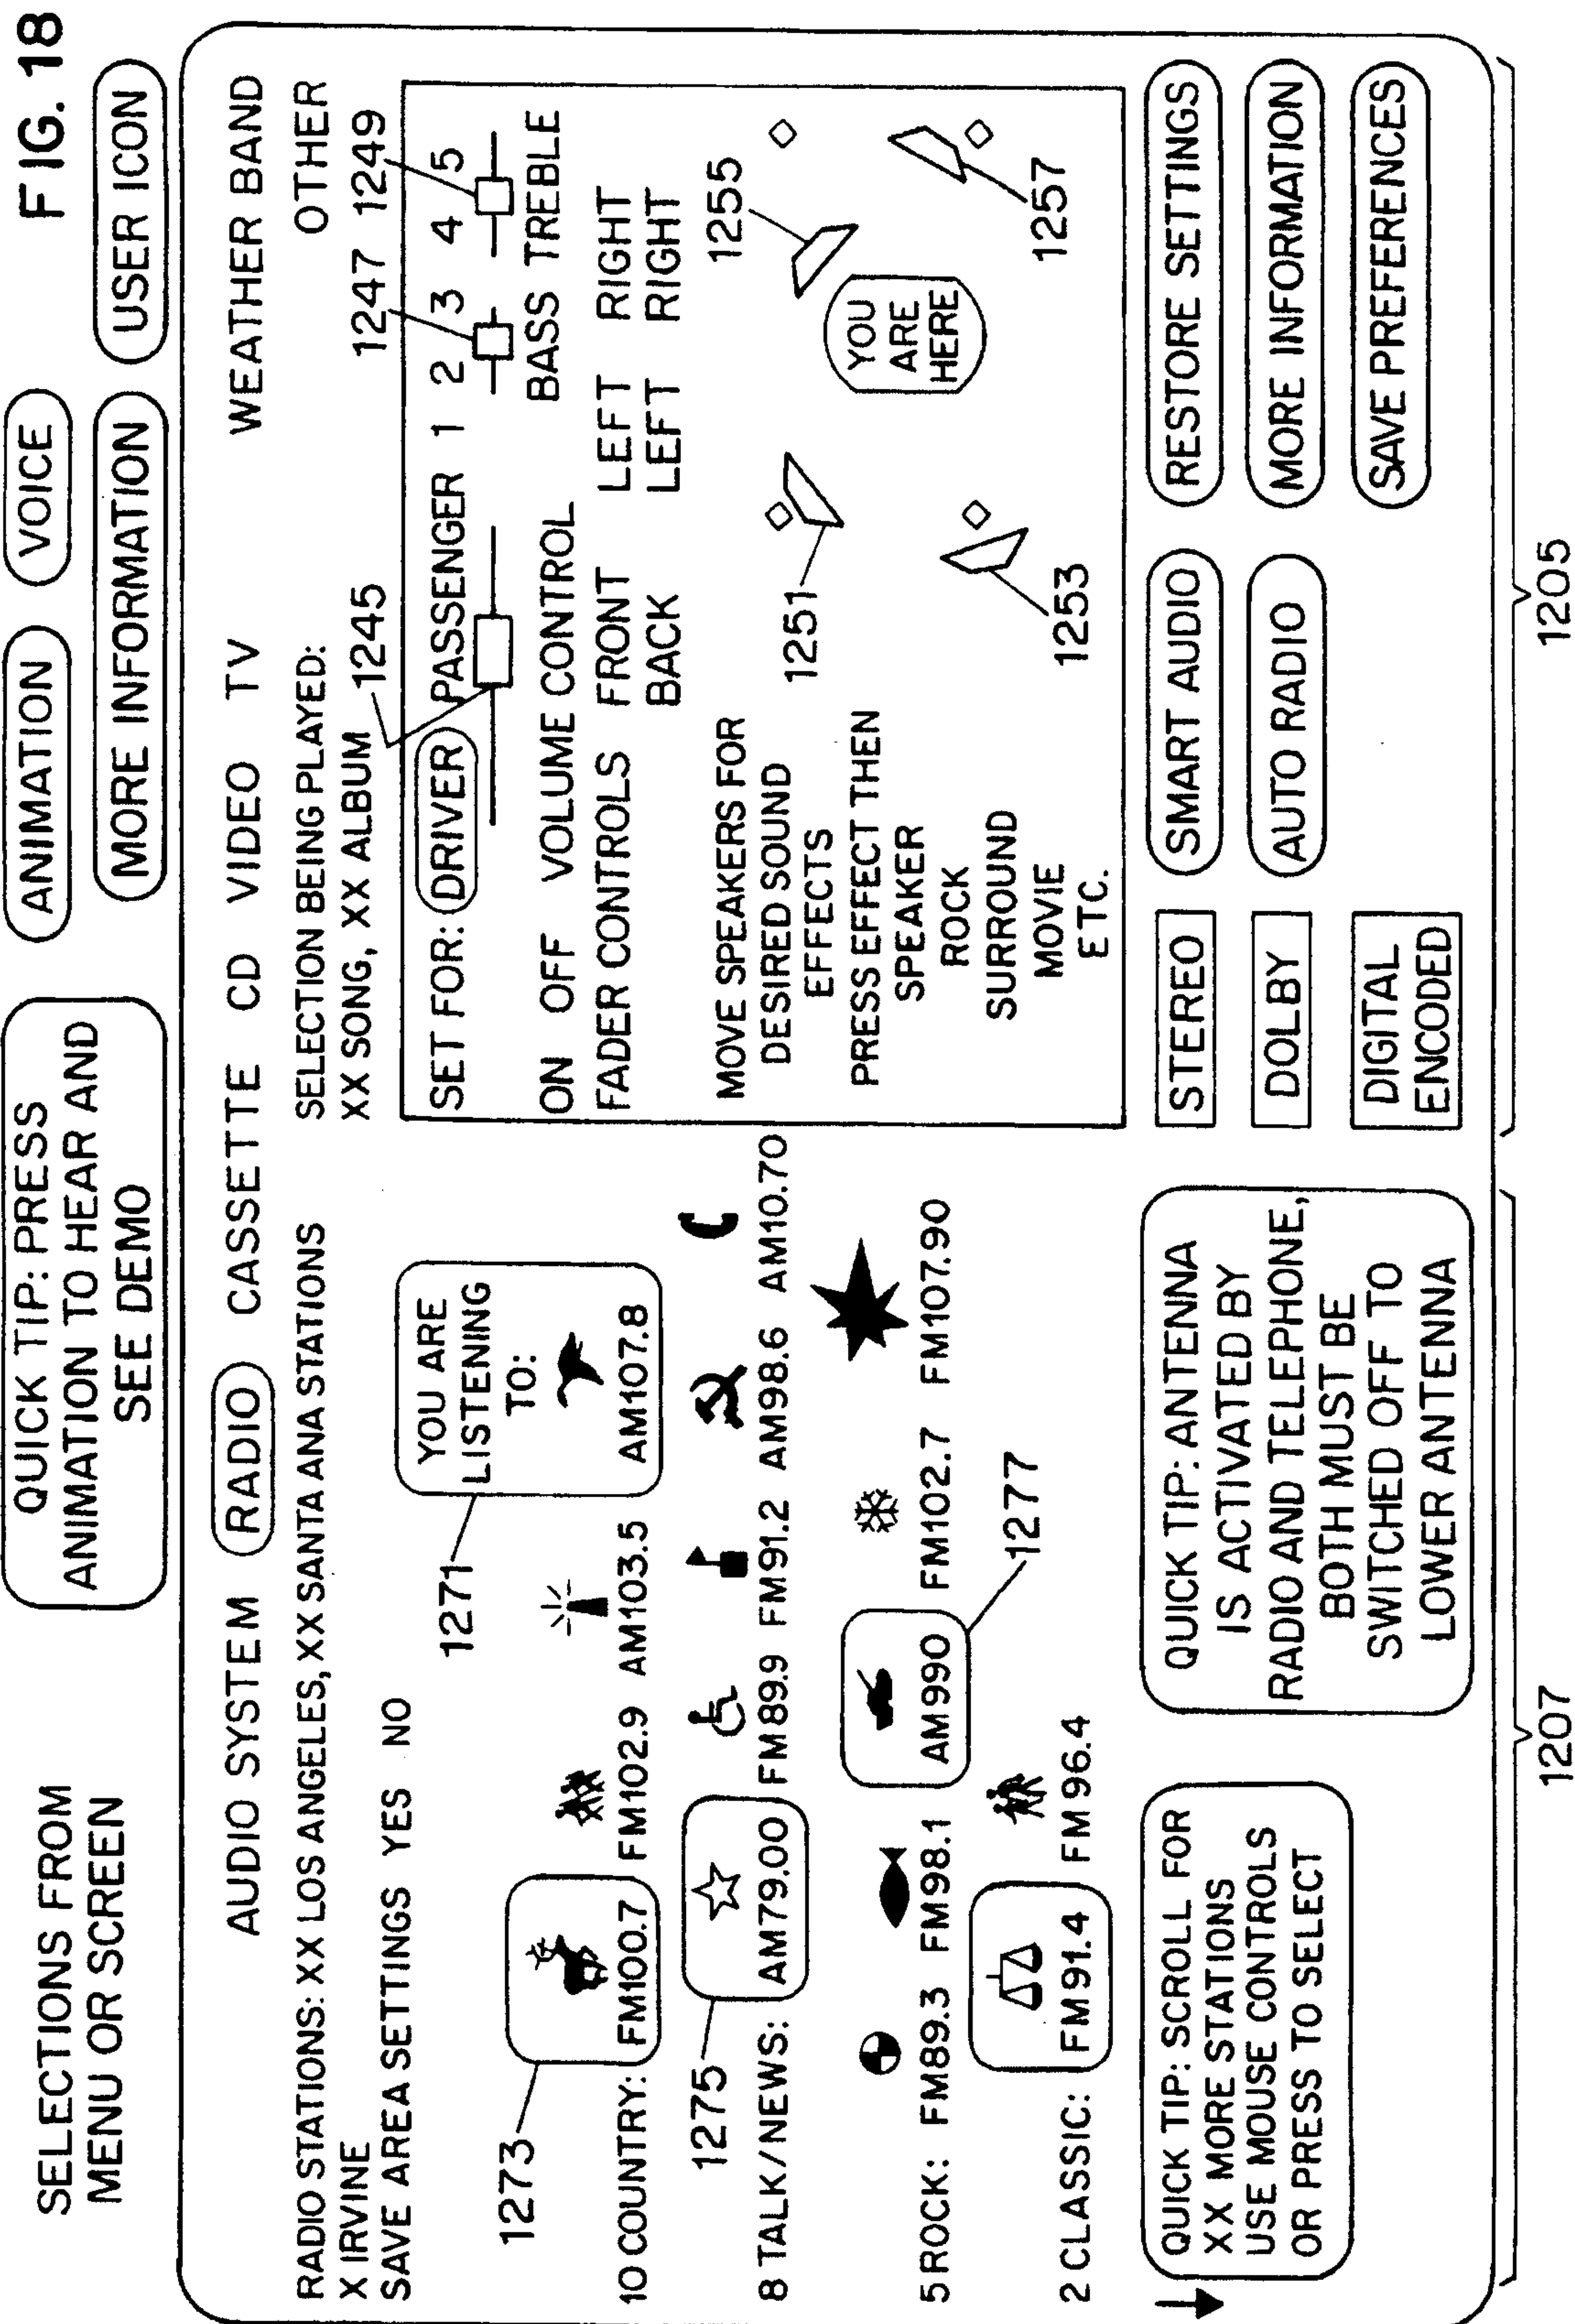 FIG. 18
SELECTIONS FROM
MENU OR SCREEN
QUICK TIP: PRESS
ANIMATION TO HEAR AND
SEE DEMO
ANIMATION
VOICE
MORE INFORMATION
USER ICON
AUDIO SYSTEM RADIO CASSETTE CD VIDEO TV WEATHER BAND
RADIO STATIONS: XX LOS ANGELES, XX SANTA ANA STATIONS
X IRVINE
SAVE AREA SETTINGS YES NO
1271
YOU ARE
LISTENING
TO:
AM107.8
1273
10 COUNTRY: FM100.7 FM102.9 AM103.5
1275
8 TALK/NEWS: AM79.00 FM89.9 FM91.2 AM98.6 AM10.70
5 ROCK: FM89.3 FM98.1 AM990 FM102.7 FM107.90
1277
2 CLASSIC: FM91.4 FM96.4
QUICK TIP: SCROLL FOR
XX MORE STATIONS
USE MOUSE CONTROLS
OR PRESS TO SELECT
QUICK TIP: ANTENNA
IS ACTIVATED BY
RADIO AND TELEPHONE,
BOTH MUST BE
SWITCHED OFF TO
LOWER ANTENNA
1207
SELECTION BEING PLAYED:
OTHER
XX SONG, XX ALBUM
1245
1247
1249
SET FOR: DRIVER PASSENGER 1 2 3 4 5
ON OFF VOLUME CONTROL BASS TREBLE
FADER CONTROLS FRONT LEFT RIGHT
BACK LEFT RIGHT
MOVE SPEAKERS FOR
DESIRED SOUND
EFFECTS
PRESS EFFECT THEN
SPEAKER
ROCK
SURROUND
MOVIE
ETC.
1251
1255
YOU
ARE
HERE
1253
1257
STEREO
SMART AUDIO
RESTORE SETTINGS
DOLBY
AUTO RADIO
MORE INFORMATION
DIGITAL
ENCODED
SAVE PREFERENCES
1205